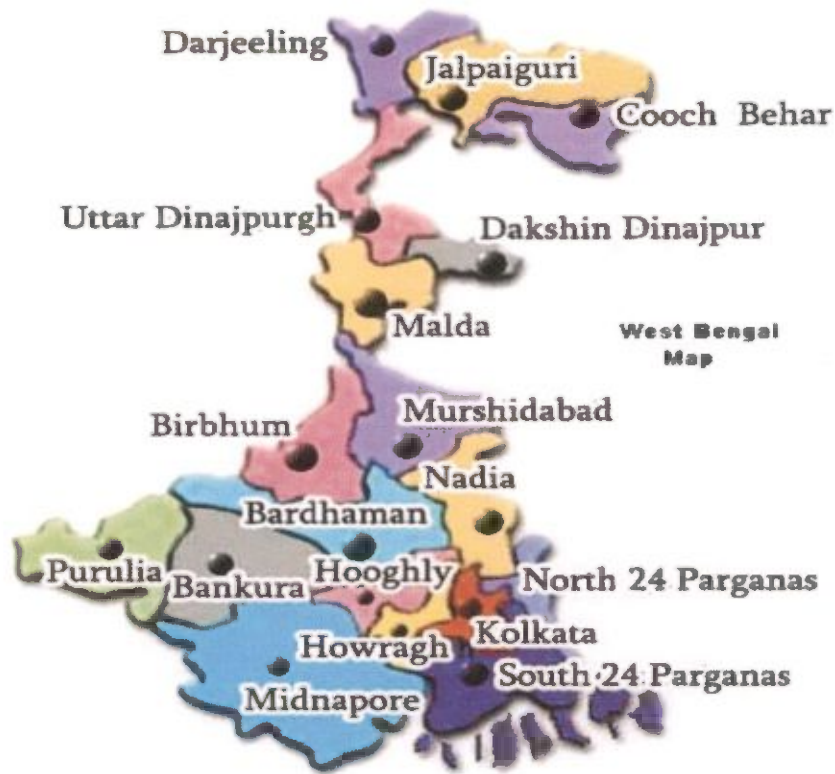 Darjeeling
Jalpaiguri
Cooch Behar
Uttar Dinajpurgh
Dakshin Dinajpur
Malda
West Bengal
Map
Murshidabad
Birbhum
Nadia
Bardhaman
Purulia
Bankura
Hooghly
North 24 Parganas
Kolkata
Howragh
South 24 Parganas
Midnapore